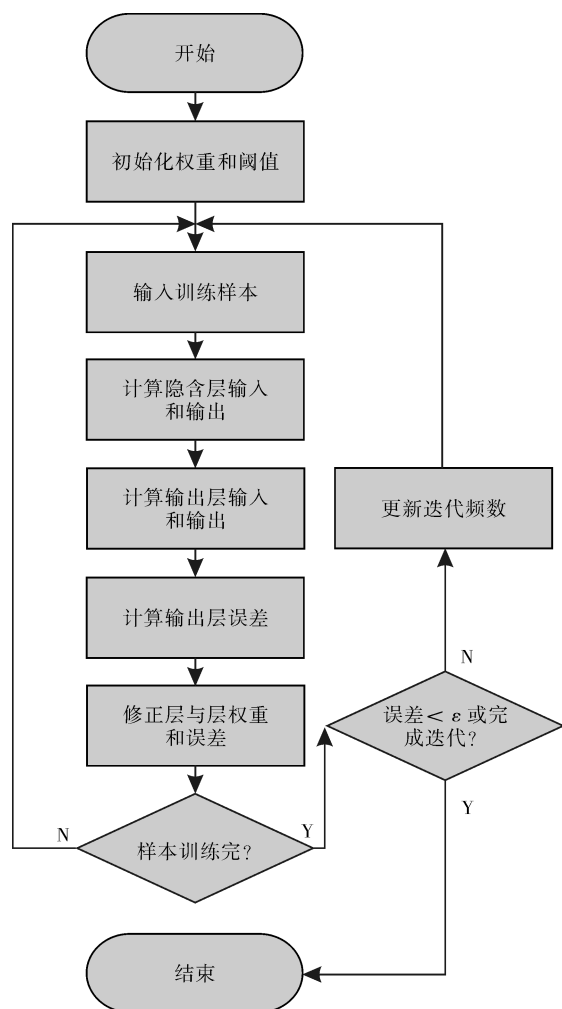 开始
初始化权重和阈值
输入训练样本
计算隐含层输入
和输出
计算输出层输入
和输出
更新迭代频数
计算输出层误差
N
修正层与层权重
和误差
误差<ε或完
成迭代?
Y
N
Y
样本训练完?
结束